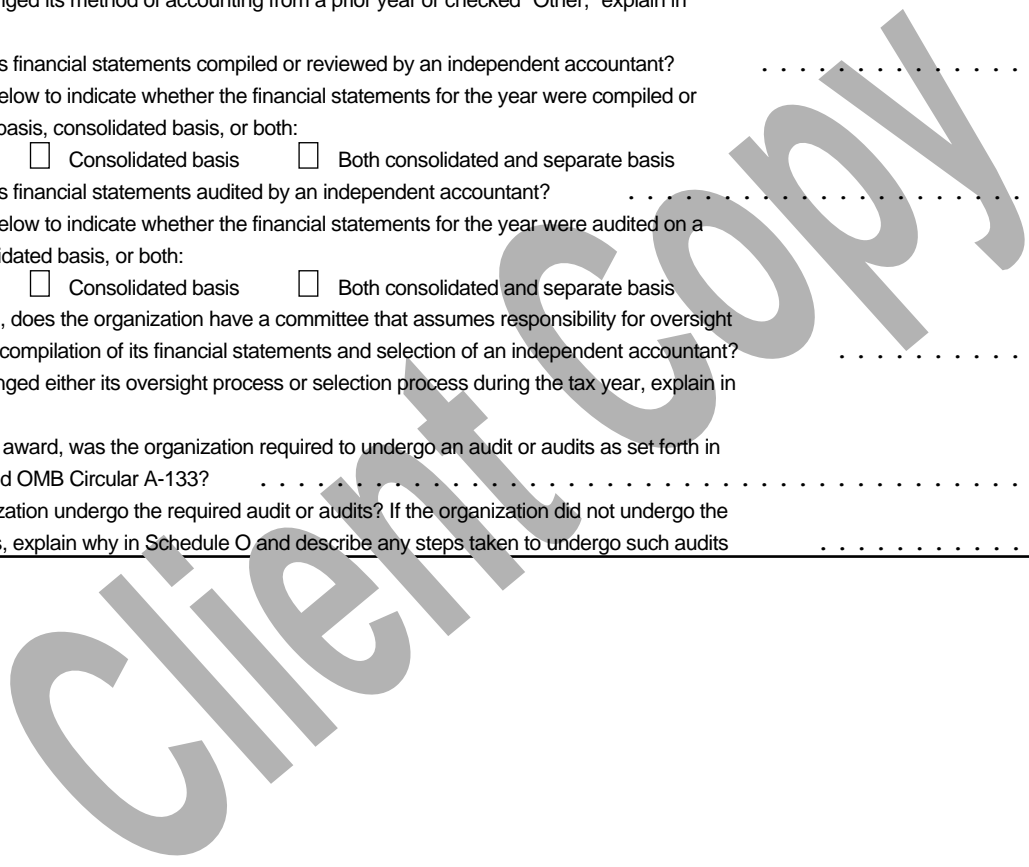 nged its method of accounting from a prior year or checked "Other," explain in
s financial statements compiled or reviewed by an independent accountant? . . . . . . . . . . . . . .
elow to indicate whether the financial statements for the year were compiled or
basis, consolidated basis, or both:
☐ Consolidated basis ☐ Both consolidated and separate basis
s financial statements audited by an independent accountant? . . . . . . . . . . . . . . . . . . . . .
elow to indicate whether the financial statements for the year were audited on a
idated basis, or both:
☐ Consolidated basis ☐ Both consolidated and separate basis
, does the organization have a committee that assumes responsibility for oversight
compilation of its financial statements and selection of an independent accountant? . . . . . . . . . .
nged either its oversight process or selection process during the tax year, explain in
award, was the organization required to undergo an audit or audits as set forth in
d OMB Circular A-133? . . . . . . . . . . . . . . . . . . . . . . . . . . . . . . . . . . . . . . . .
zation undergo the required audit or audits? If the organization did not undergo the
s, explain why in Schedule O and describe any steps taken to undergo such audits . . . . . . . . . . .
Client Copy